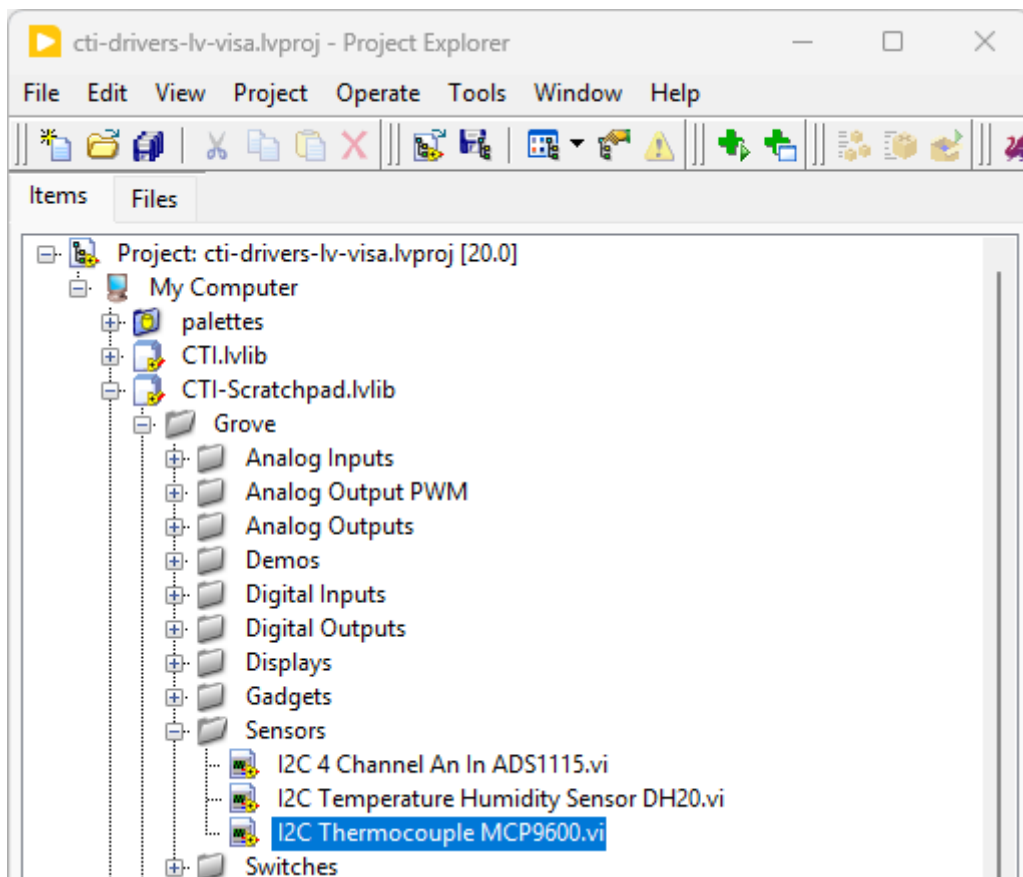 cti-drivers-lv-visa.lvproj - Project Explorer
File Edit View Project Operate Tools Window Help
Items Files
Project: cti-drivers-lv-visa.lvproj [20.0]
My Computer
palettes
CTI.lvlib
CTI-Scratchpad.lvlib
Grove
Analog Inputs
Analog Output PWM
Analog Outputs
Demos
Digital Inputs
Digital Outputs
Displays
Gadgets
Sensors
I2C 4 Channel An In ADS1115.vi
I2C Temperature Humidity Sensor DH20.vi
I2C Thermocouple MCP9600.vi
Switches